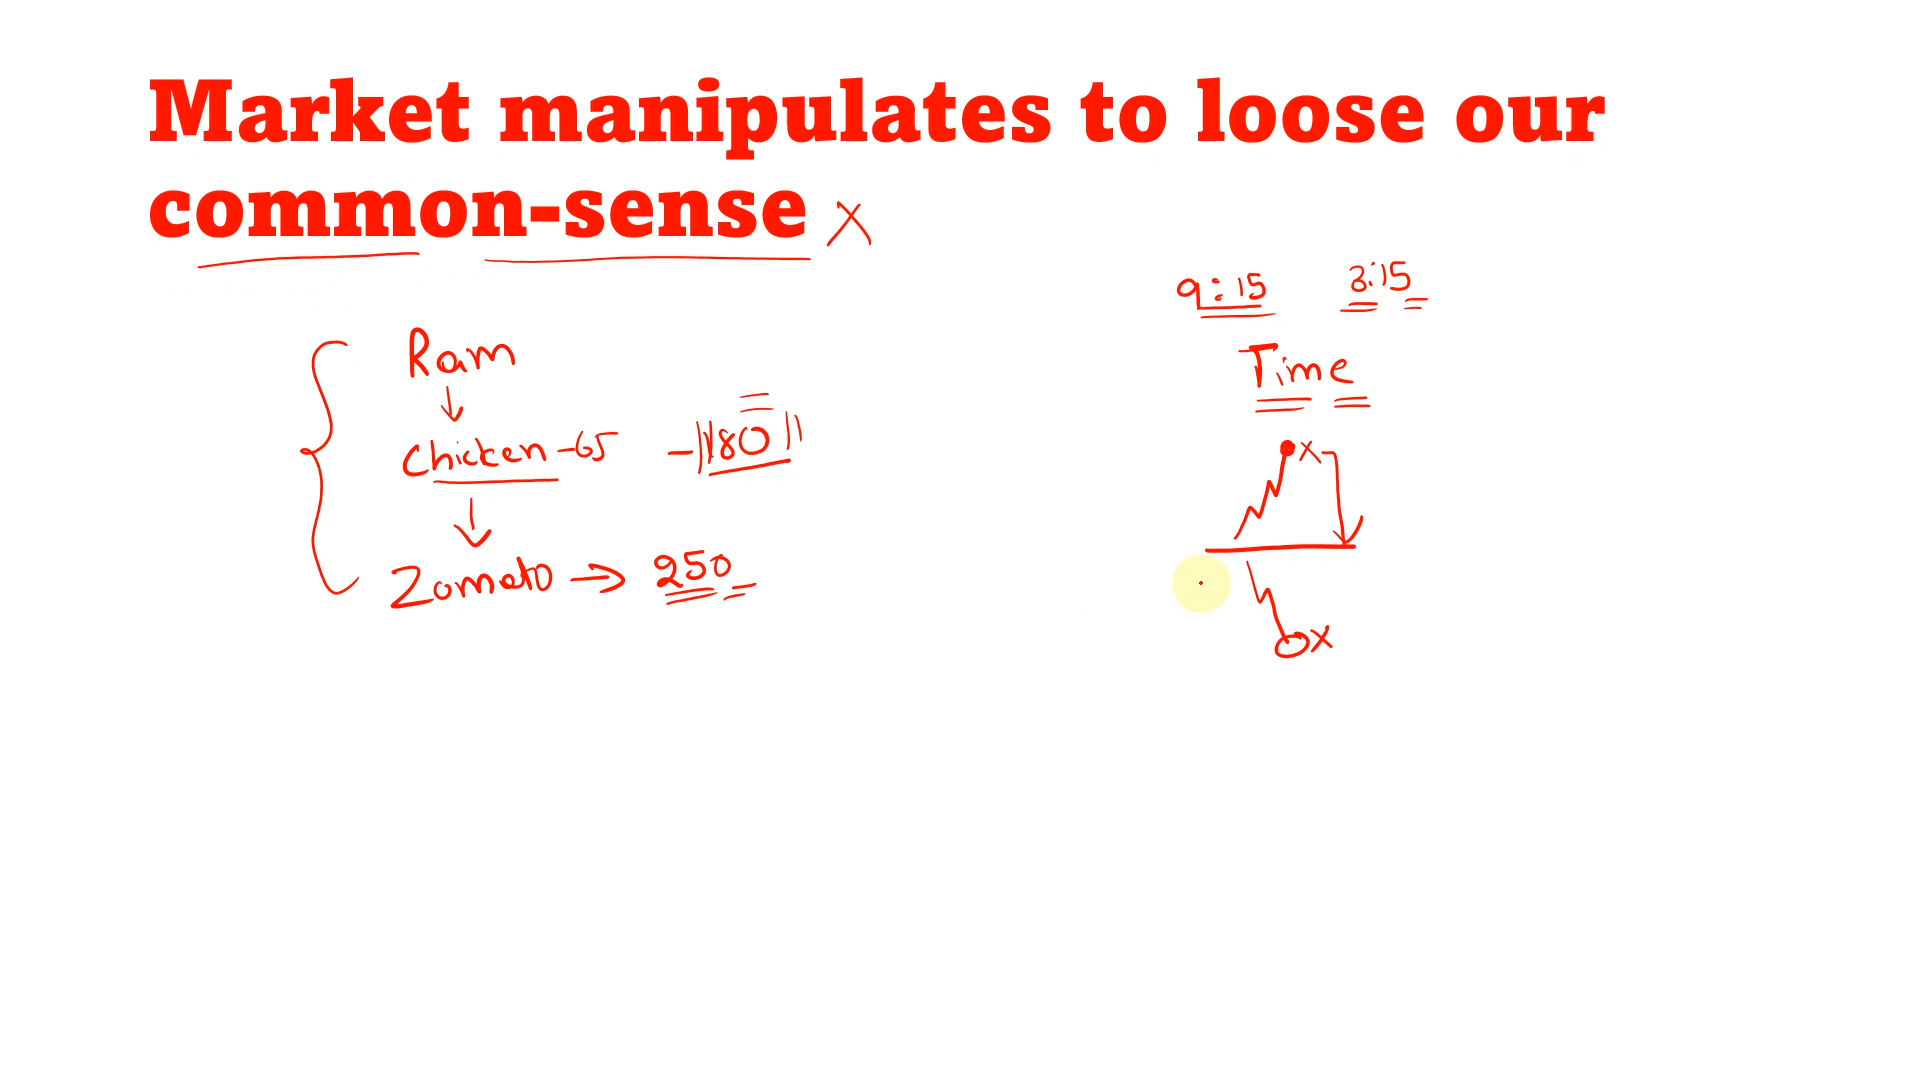 Market manipulates to loose our
common-sense x
9:15 3:15
Time
Ram
Chicken-65 - 180
Zomato → 250
x
x